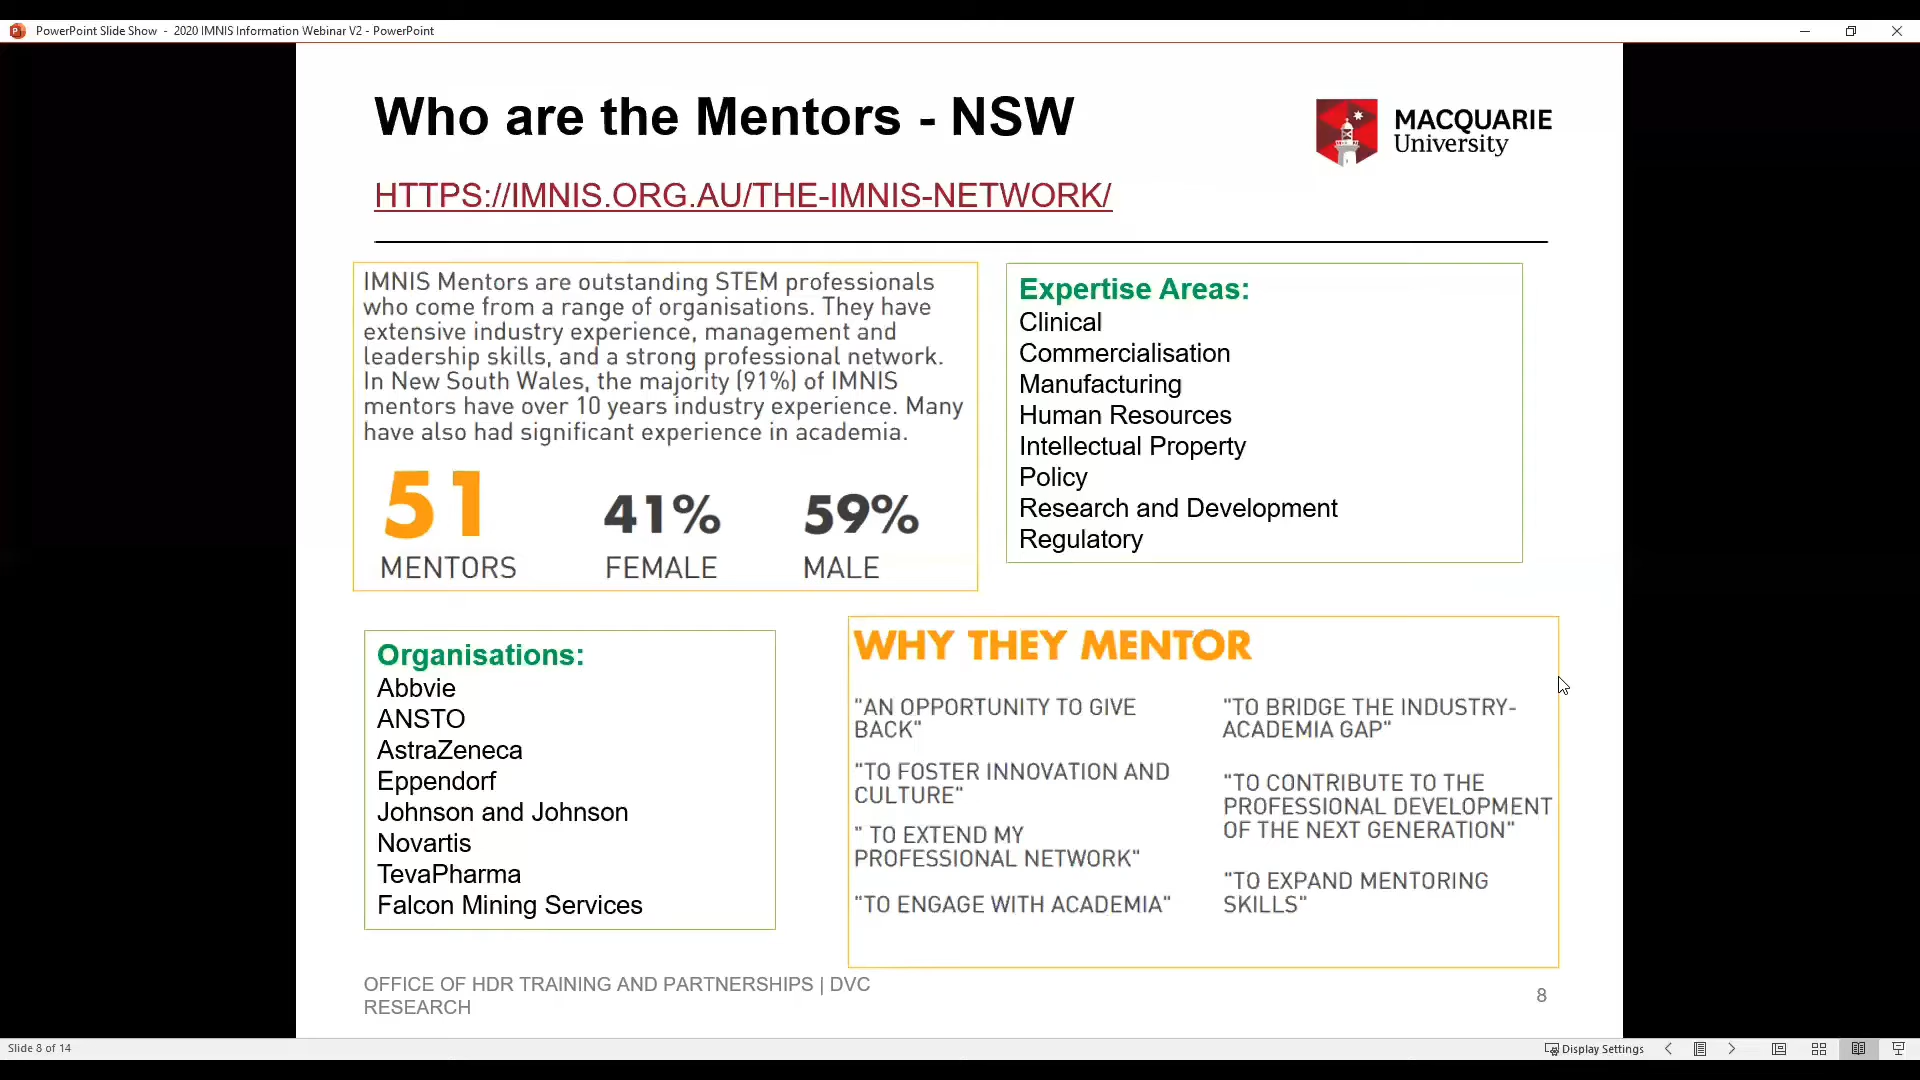 PowerPoint Slide Show - 2020 IMNIS Information Webinar V2 - PowerPoint
Who are the Mentors - NSW
MACQUARIE
University
HTTPS://IMNIS.ORG.AU/THE-IMNIS-NETWORK/
IMNIS Mentors are outstanding STEM professionals
who come from a range of organisations. They have
extensive industry experience, management and
leadership skills, and a strong professional network.
In New South Wales, the majority (91%) of IMNIS
mentors have over 10 years industry experience. Many
have also had significant experience in academia.
51
MENTORS
41%
FEMALE
59%
MALE
Expertise Areas:
Clinical
Commercialisation
Manufacturing
Human Resources
Intellectual Property
Policy
Research and Development
Regulatory
Organisations:
Abbvie
ANSTO
AstraZeneca
Eppendorf
Johnson and Johnson
Novartis
TevaPharma
Falcon Mining Services
WHY THEY MENTOR
"AN OPPORTUNITY TO GIVE
BACK"
"TO FOSTER INNOVATION AND
CULTURE"
" TO EXTEND MY
PROFESSIONAL NETWORK"
"TO ENGAGE WITH ACADEMIA"
"TO BRIDGE THE INDUSTRY-
ACADEMIA GAP"
"TO CONTRIBUTE TO THE
PROFESSIONAL DEVELOPMENT
OF THE NEXT GENERATION"
"TO EXPAND MENTORING
SKILLS"
OFFICE OF HDR TRAINING AND PARTNERSHIPS | DVC
RESEARCH
8
Slide 8 of 14
Display Settings